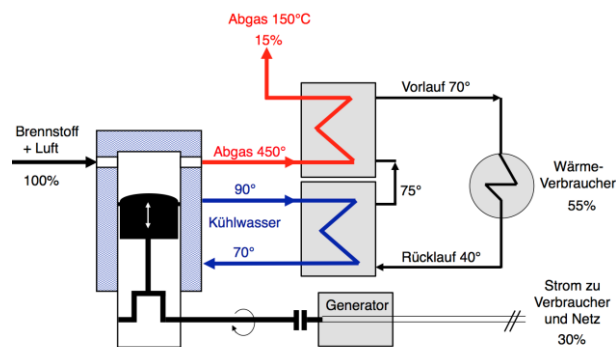 Abgas 150°C
15%
Vorlauf 70°
Brennstoff
+ Luft
100%
Abgas 450°
90°
Kühlwasser
70°
75°
Wärme-
Verbraucher
55%
Rücklauf 40°
Generator
Strom zu
Verbraucher
und Netz
30%